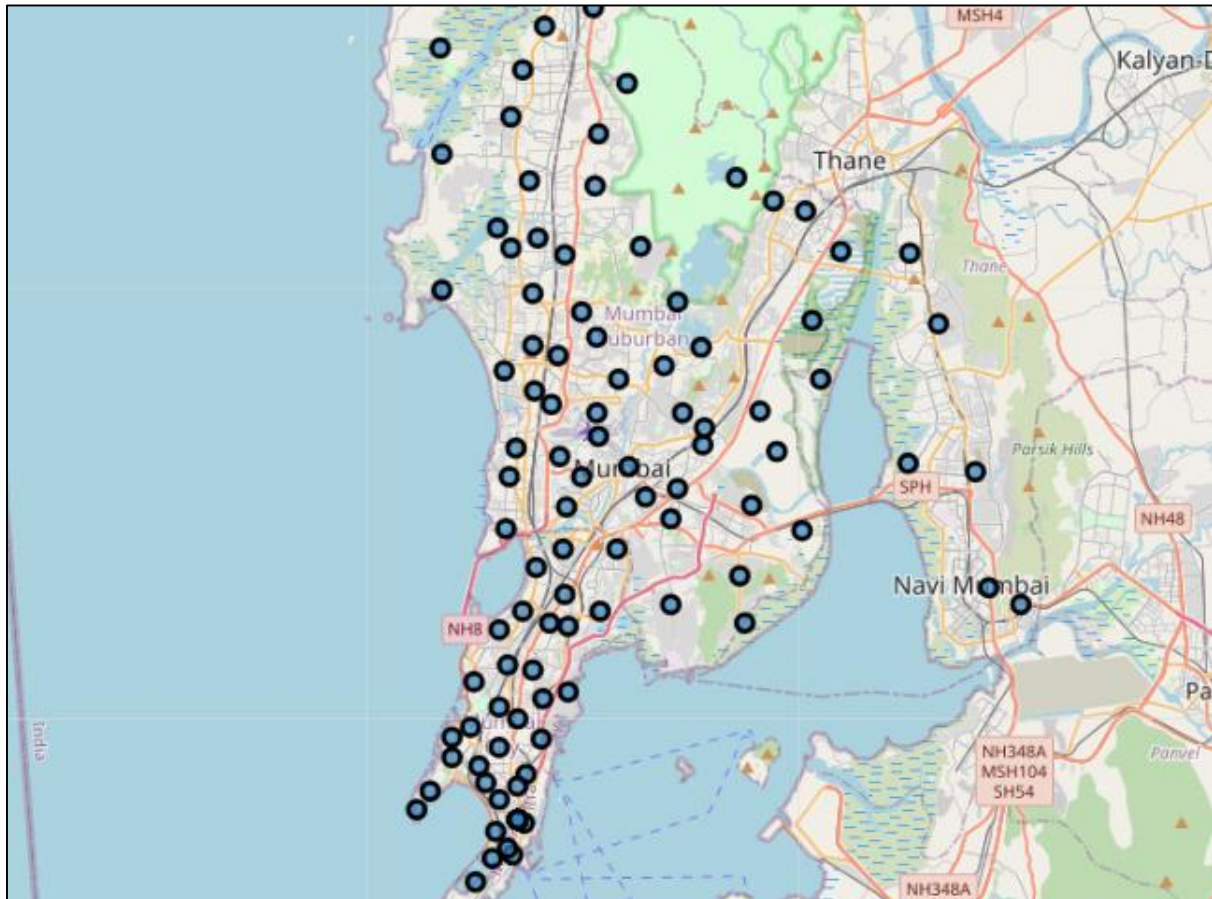 MSH4
Kalyan-D
Thane
Thane
Mumbai
Suburban
Parsik Hills
Mumbai
SPH
NH48
Navi Mumbai
NH8
Pa
India
Panvel
NH348A
MSH104
SH54
NH348A